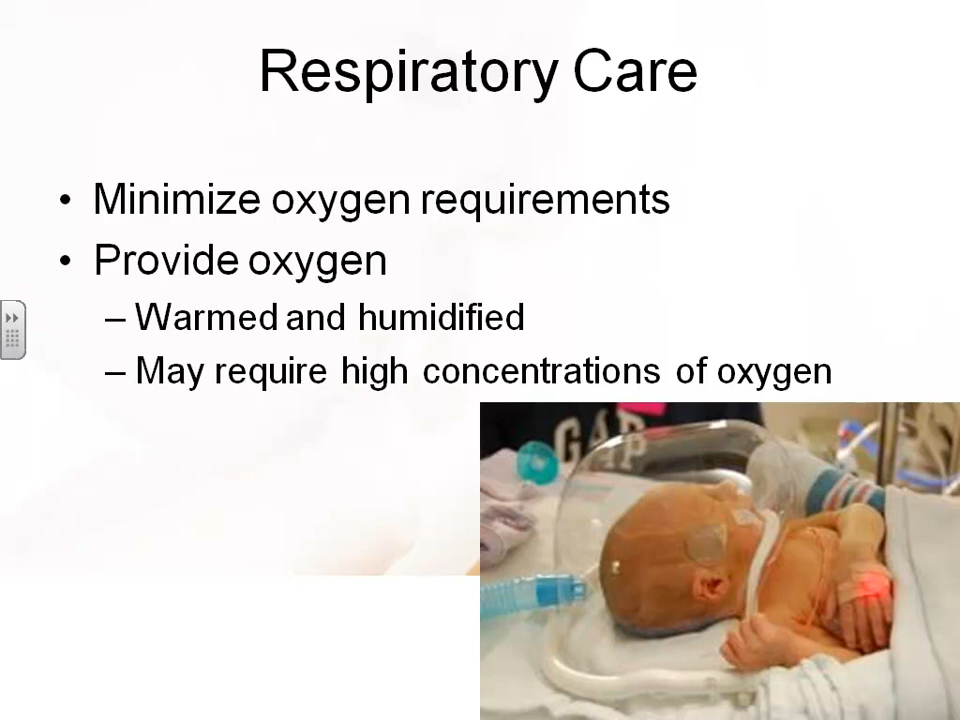 Respiratory Care
• Minimize oxygen requirements
• Provide oxygen
– Warmed and humidified
– May require high concentrations of oxygen
GAP